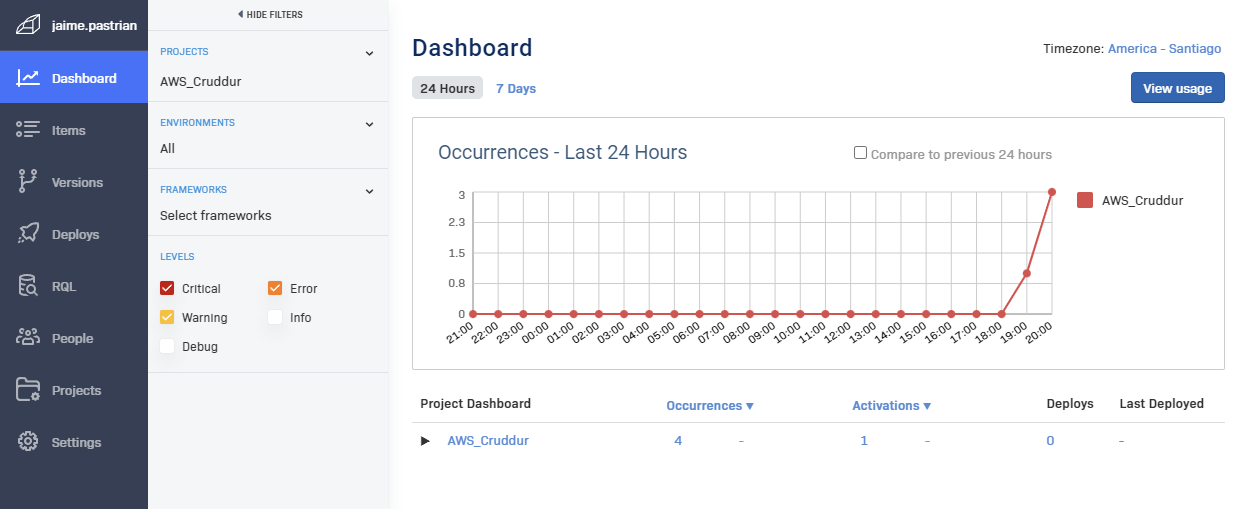 jaime.pastrian
Dashboard
Items
Versions
Deploys
RQL
People
Projects
Settings
HIDE FILTERS
PROJECTS
AWS_Cruddur
ENVIRONMENTS
All
FRAMEWORKS
Select frameworks
LEVELS
Critical Error
Warning Info
Debug
Dashboard
Timezone: America - Santiago
24 Hours 7 Days
View usage
Occurrences - Last 24 Hours
Compare to previous 24 hours
3
2.3
1.5
0.8
0
21:00 22:00 23:00 00:00 01:00 02:00 03:00 04:00 05:00 06:00 07:00 08:00 09:00 10:00 11:00 12:00 13:00 14:00 15:00 16:00 17:00 18:00 19:00 20:00
AWS_Cruddur
Project Dashboard Occurrences Activations Deploys Last Deployed
AWS_Cruddur 4 - 1 - 0 -